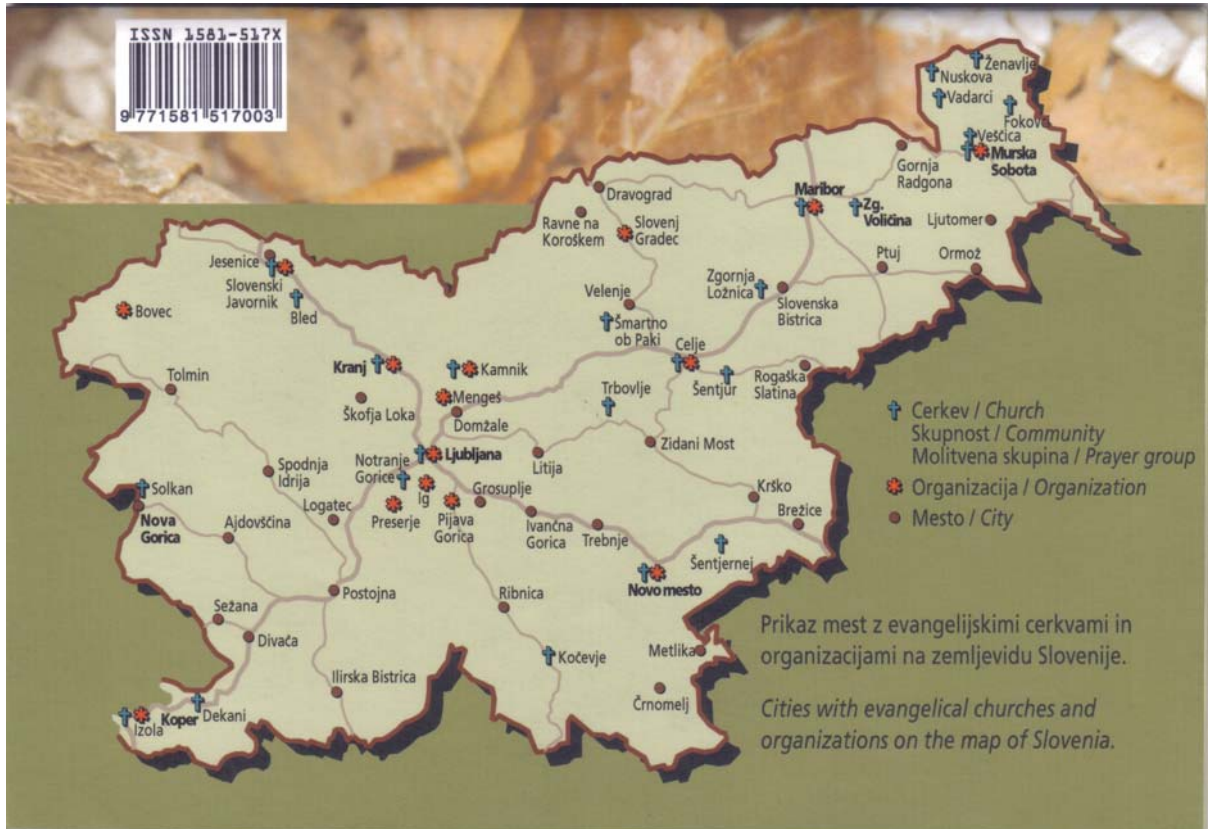 ISSN 1581-517X
9 771581 517003
Ženavlje
Nuskova
Vadarci
Fokovci
Veščica
Murska
Sobota
Gornja
Radgona
Dravograd
Maribor
Ravne na
Koroškem
Slovenj
Gradec
Zg.
Voličina
Ljutomer
Jesenice
Ptuj
Ormož
Slovenski
Javornik
Zgornja
Ložnica
Velenje
Slovenska
Bistrica
Bovec
Bled
Šmartno
ob Paki
Celje
Kranj
Kamnik
Šentjur
Rogaška
Slatina
Tolmin
Trbovlje
Mengeš
Škofja Loka
Domžale
Zidani Most
Notranje
Gorice
Ljubljana
Litija
Spodnja
Idrija
Solkan
Ig
Grosuplje
Krško
Logatec
Preserje
Pijava
Gorica
Nova
Gorica
Ajdovščina
Ivančna
Gorica
Trebnje
Brežice
Šentjernej
Novo mesto
Postojna
Ribnica
Sežana
Divača
Kočevje
Metlika
Ilirska Bistrica
Črnomelj
Koper
Dekani
Izola
Cerkev / Church
Skupnost / Community
Molitvena skupina / Prayer group
Organizacija / Organization
Mesto / City
Prikaz mest z evangelijskimi cerkvami in
organizacijami na zemljevidu Slovenije.
Cities with evangelical churches and
organizations on the map of Slovenia.